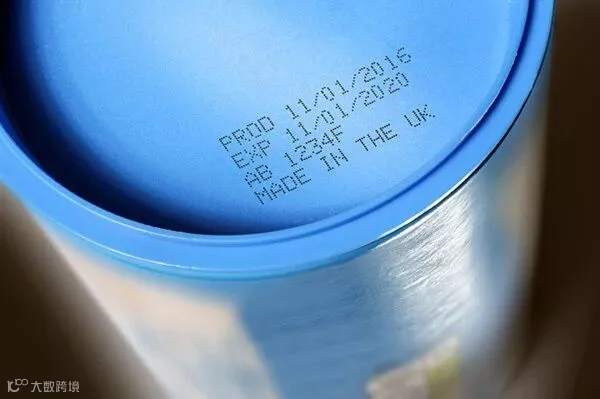 PROD 11/01/2016
EXP 11/01/2020
AB 1234F
MADE IN THE UK
大数跨境